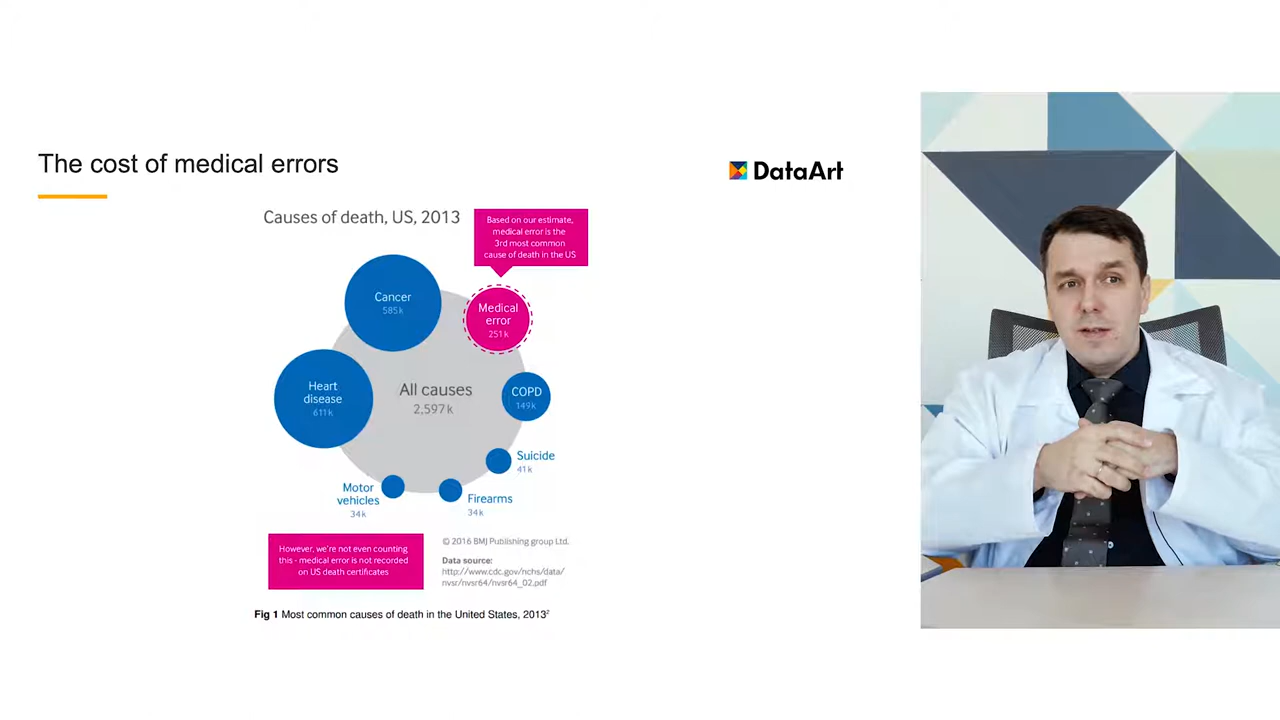 The cost of medical errors
DataArt
Causes of death, US, 2013
Based on our estimate,
medical error is the
3rd most common
cause of death in the US
Cancer
585k
Medical
error
251k
Heart
disease
611k
All causes
2,597k
COPD
149k
Suicide
41k
Motor
vehicles
34k
Firearms
34k
However, we're not even counting
this - medical error is not recorded
on US death certificates
© 2016 BMJ Publishing group Ltd.
Data source:
http://www.cdc.gov/nchs/data/
nvsr/nvsr64/nvsr64_02.pdf
Fig 1 Most common causes of death in the United States, 2013²